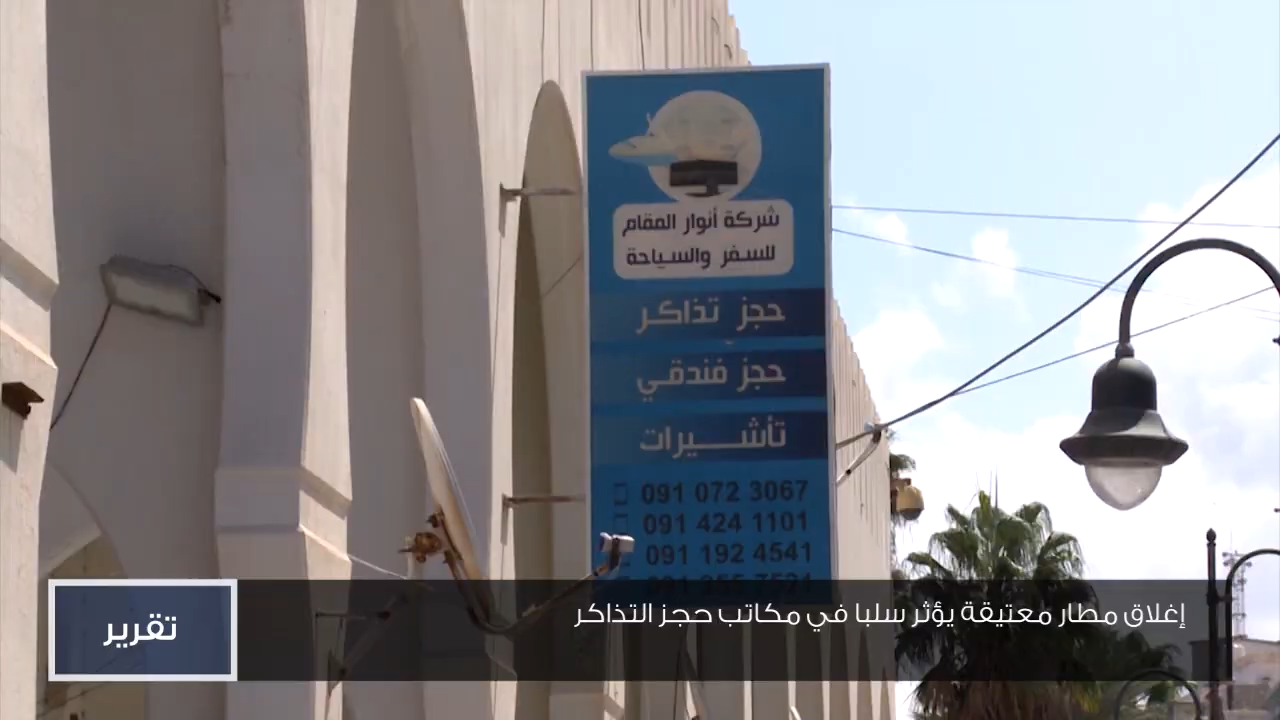 شركة أنوار المقام
للسفر والسياحة
حجز تذاكر
حجز فندقي
تأشيرات
091 072 3067
091 424 1101
091 192 4541
إغلاق مطار معتيقة يؤثر سلبا في مكاتب حجز التذاكر
تقرير